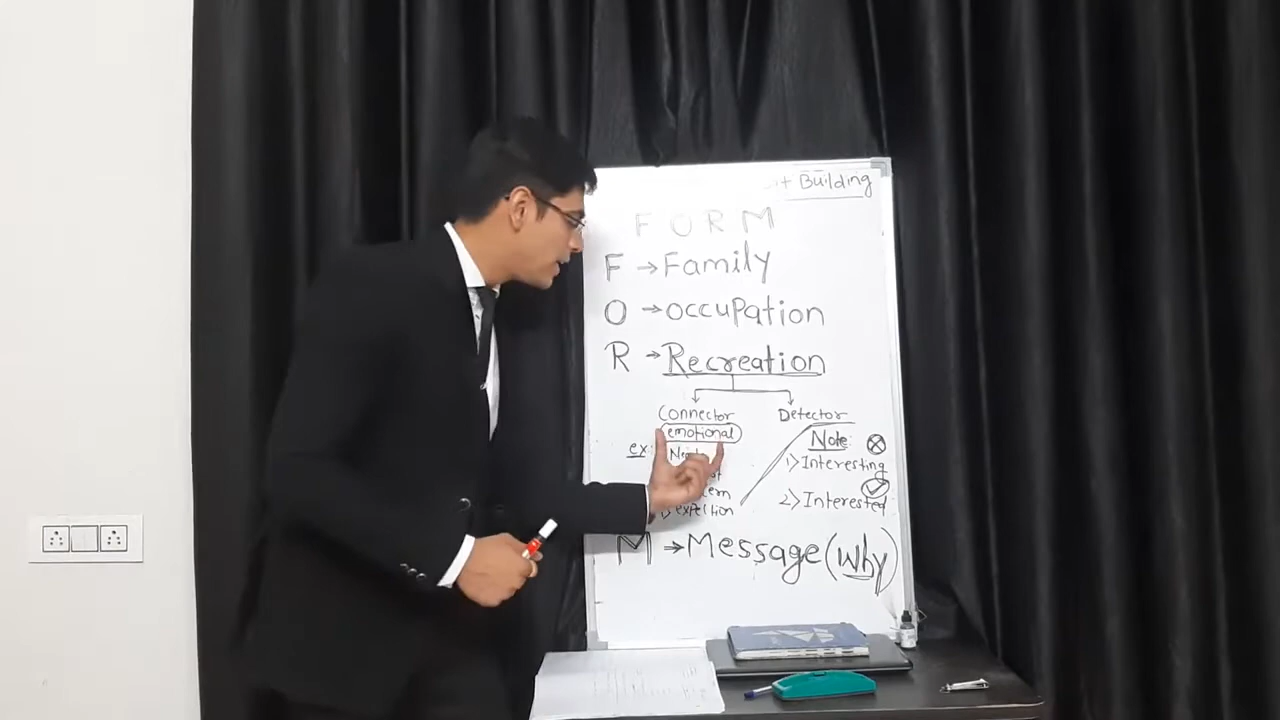 Building
F O R M
F → Family
O → Occupation
R → Recreation
Connector
Detector
emotional
ex:
Note:
1) Interesting
2) Interested
M → Message (why)